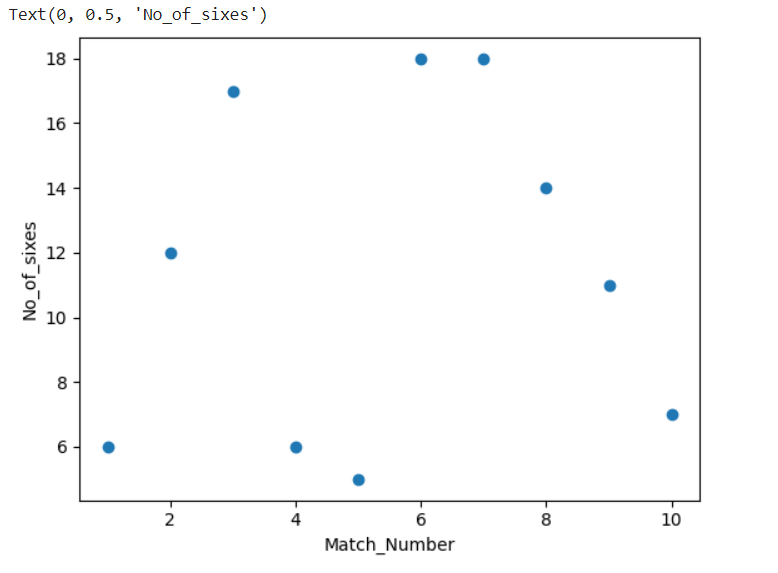 Text(0, 0.5, 'No_of_sixes')
18
16
14
12
10
8
6
No_of_sixes
2 4 6 8 10
Match_Number